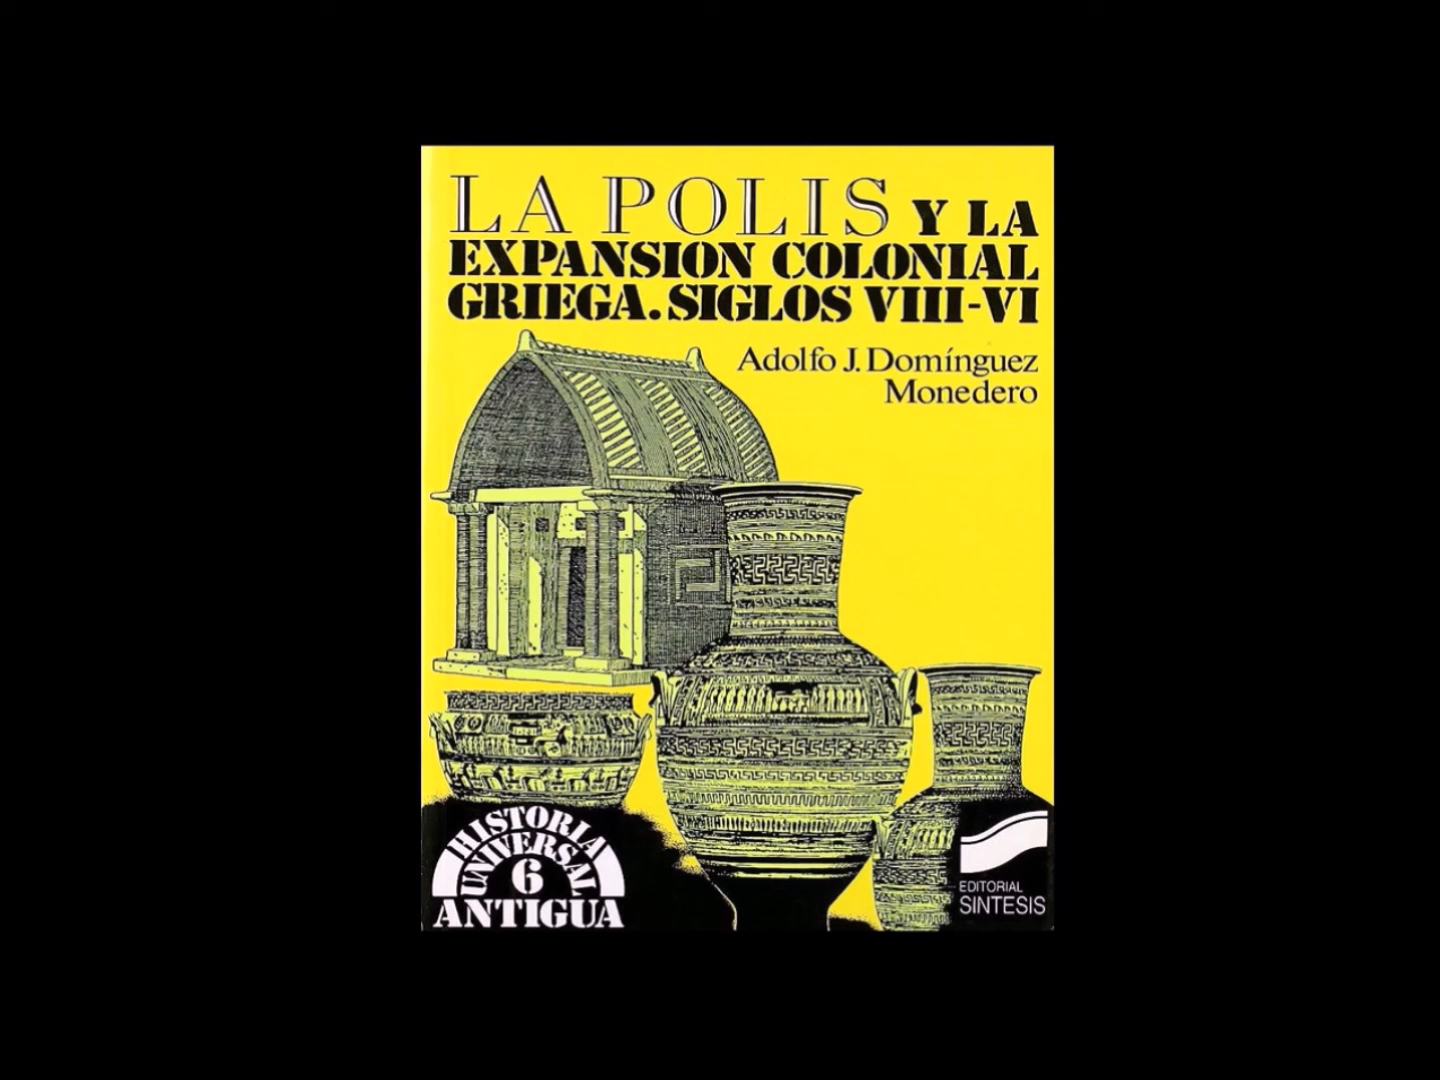 LA POLIS Y LA
EXPANSION COLONIAL
GRIEGA. SIGLOS VIII-VI
Adolfo J. Domínguez
Monedero
HISTORIA
UNIVERSAL
6
ANTIGUA
EDITORIAL
SINTESIS